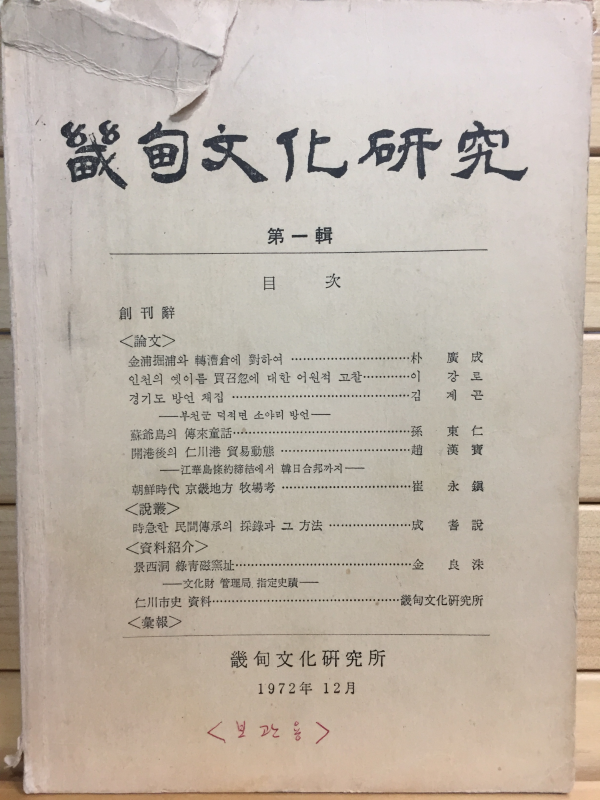 畿甸文化硏究
第一輯
目 次
創刊辭
<論文>
金浦掘浦와 轉漕倉에 對하여 ················朴 廣 成
인천의 옛이름 買召忽에 대한 어원적 고찰··········이 강 로
경기도 방언 채집 ························김 계 곤
──부천군 덕적면 소야리 방언──
蘇爺島의 傳來童話························孫 東 仁
開港後의 仁川港 貿易動態 ··················趙 漢 寶
──江華島條約締結에서 韓日合邦까지──
朝鮮時代 京畿地方 牧場考 ··················崔 永 鎭
<說叢>
時急한 民間傳承의 採錄과 그 方法 ············成 耆 說
<資料紹介>
景西洞 綠靑磁窯址························金 良 洙
──文化財 管理局 指定史蹟──
仁川市史 資料··························畿甸文化硏究所
<彙報>
畿甸文化硏究所
1972年 12月
<보관용>